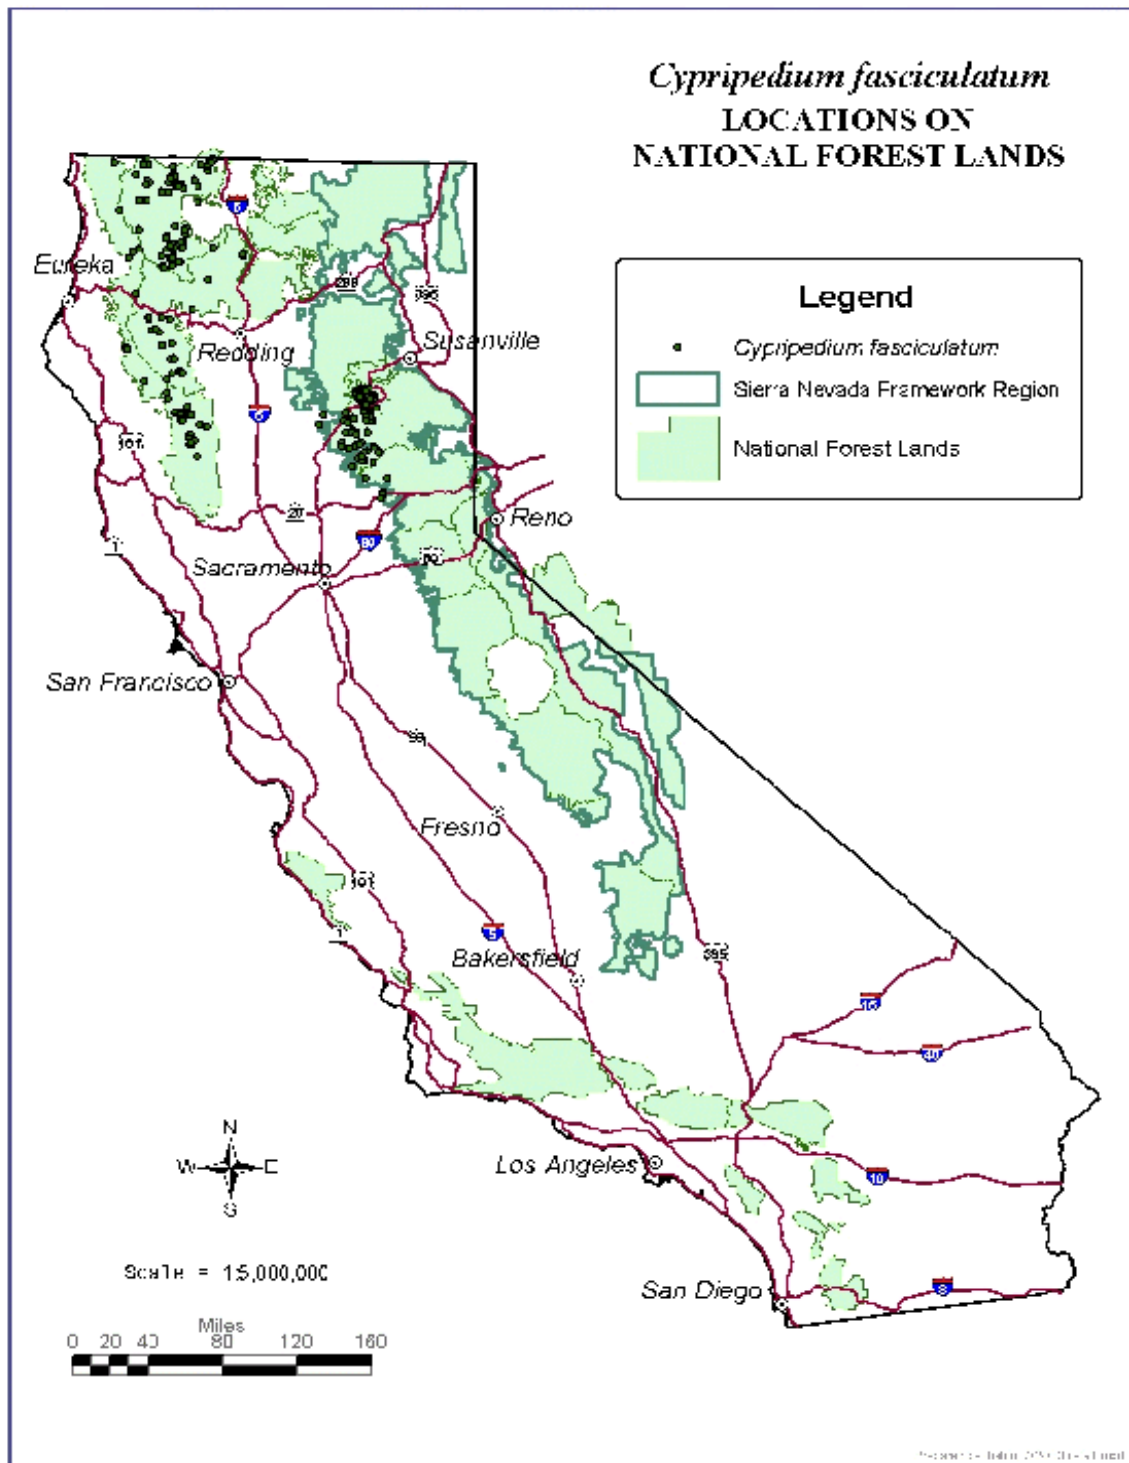 Cypripedium fasciculatum
LOCATIONS ON
NATIONAL FOREST LANDS
Legend
Cypripedium fasciculatum
Sierra Nevada Framework Region
National Forest Lands
5
Eureka
299
395
Redding
Susanville
5
101
20
Reno
1
80
50
Sacramento
San Francisco
99
Fresno
101
1
5
Bakersfield
395
15
40
N
W E
S
Los Angeles
10
Scale = 1:5,000,000
San Diego
8
Miles
0 20 40 80 120 160